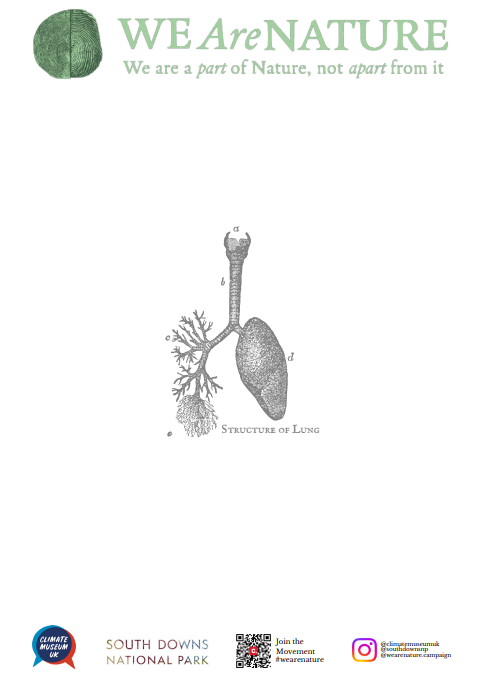 WE Are NATURE
We are a part of Nature, not apart from it
a
b
c
d
e
STRUCTURE OF LUNG
CLIMATE
MUSEUM
UK
SOUTH DOWNS
NATIONAL PARK
Join the
Movement
#wearenature
@climatemuseumuk
@southdownsnp
@wearenature.campaign